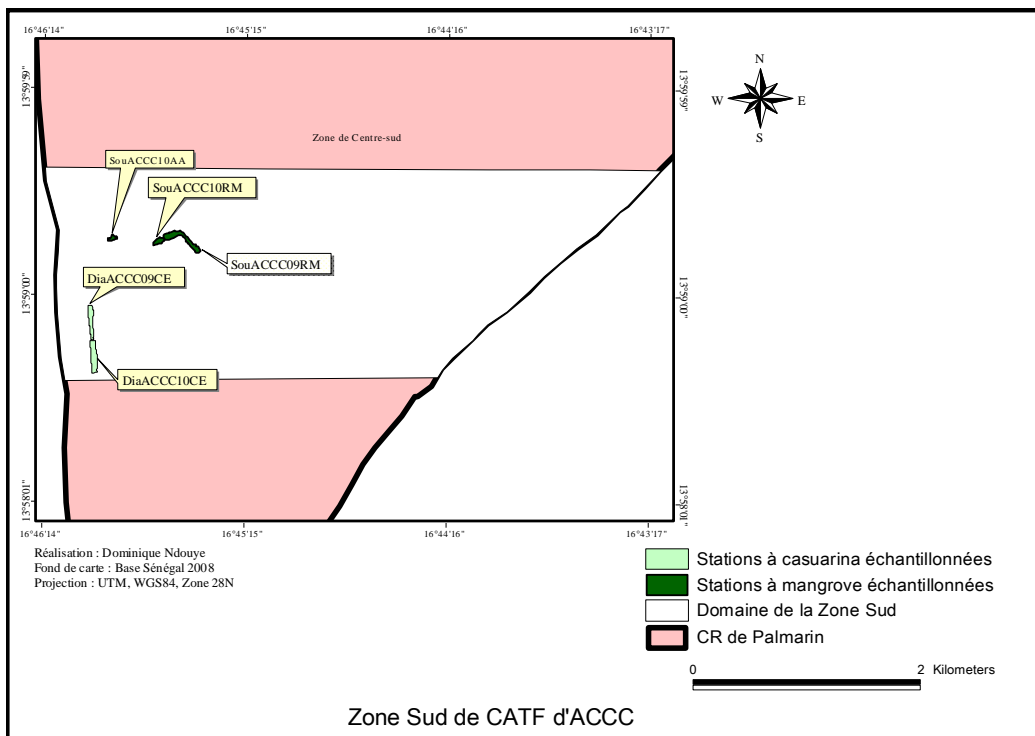 16°46'14" 16°45'15" 16°44'16" 16°43'17"
13°59'59" 13°59'59"
N
W E
S
Zone de Centre-sud
SouACCC10AA
SouACCC10RM
SouACCC09RM
DiaACCC09CE
13°59'00" 13°59'00"
DiaACCC10CE
13°58'01" 13°58'01"
16°46'14" 16°45'15" 16°44'16" 16°43'17"
Réalisation : Dominique Ndouye
Fond de carte : Base Sénégal 2008
Projection : UTM, WGS84, Zone 28N
Stations à casuarina échantillonnées
Stations à mangrove échantillonnées
Domaine de la Zone Sud
CR de Palmarin
0 2 Kilometers
Zone Sud de CATF d'ACCC